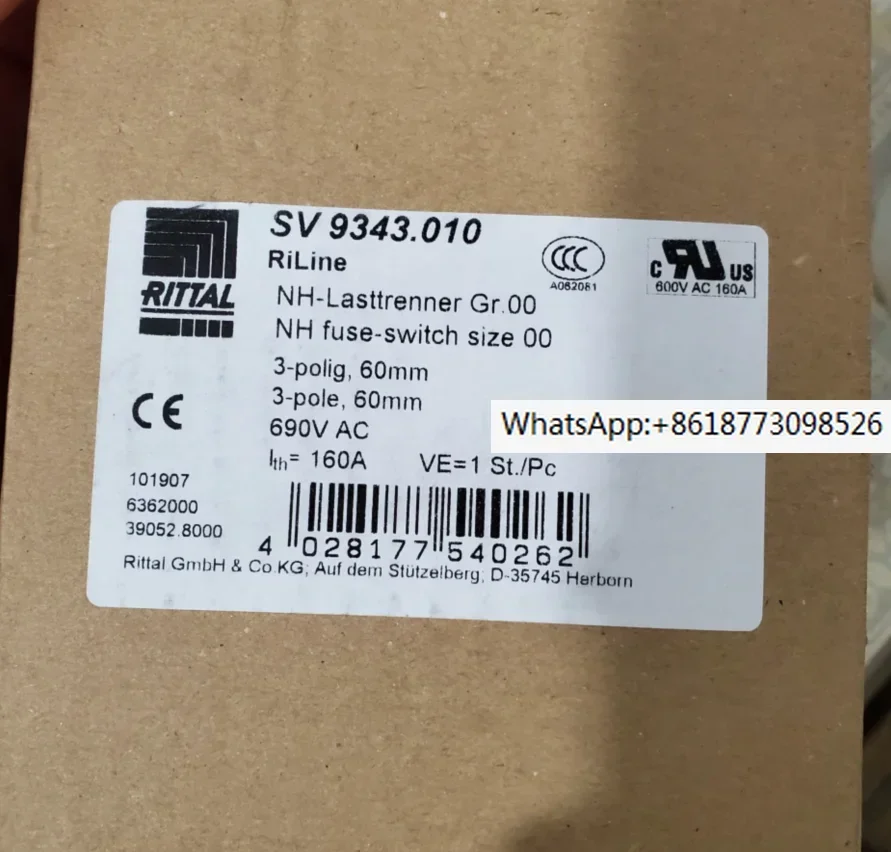 SV 9343.010
RiLine
RITTAL
NH-Lasttrenner Gr.00
NH fuse-switch size 00
3-polig, 60mm
3-pole, 60mm
690V AC
Ith= 160A VE=1 St./Pc
CCC
A062081
C RU US
600V AC 160A
CE
WhatsApp:+8618773098526
101907
6362000
39052.8000
4 028177 540262
Rittal GmbH & Co.KG; Auf dem Stützelberg; D-35745 Herborn